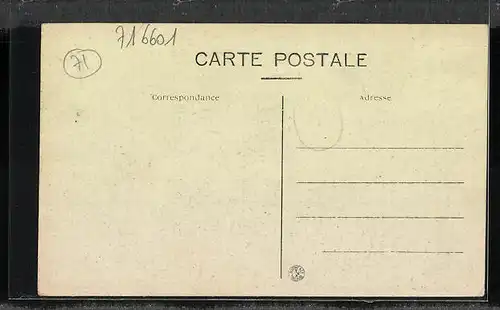 716601
71
CARTE POSTALE
Correspondance
Adresse